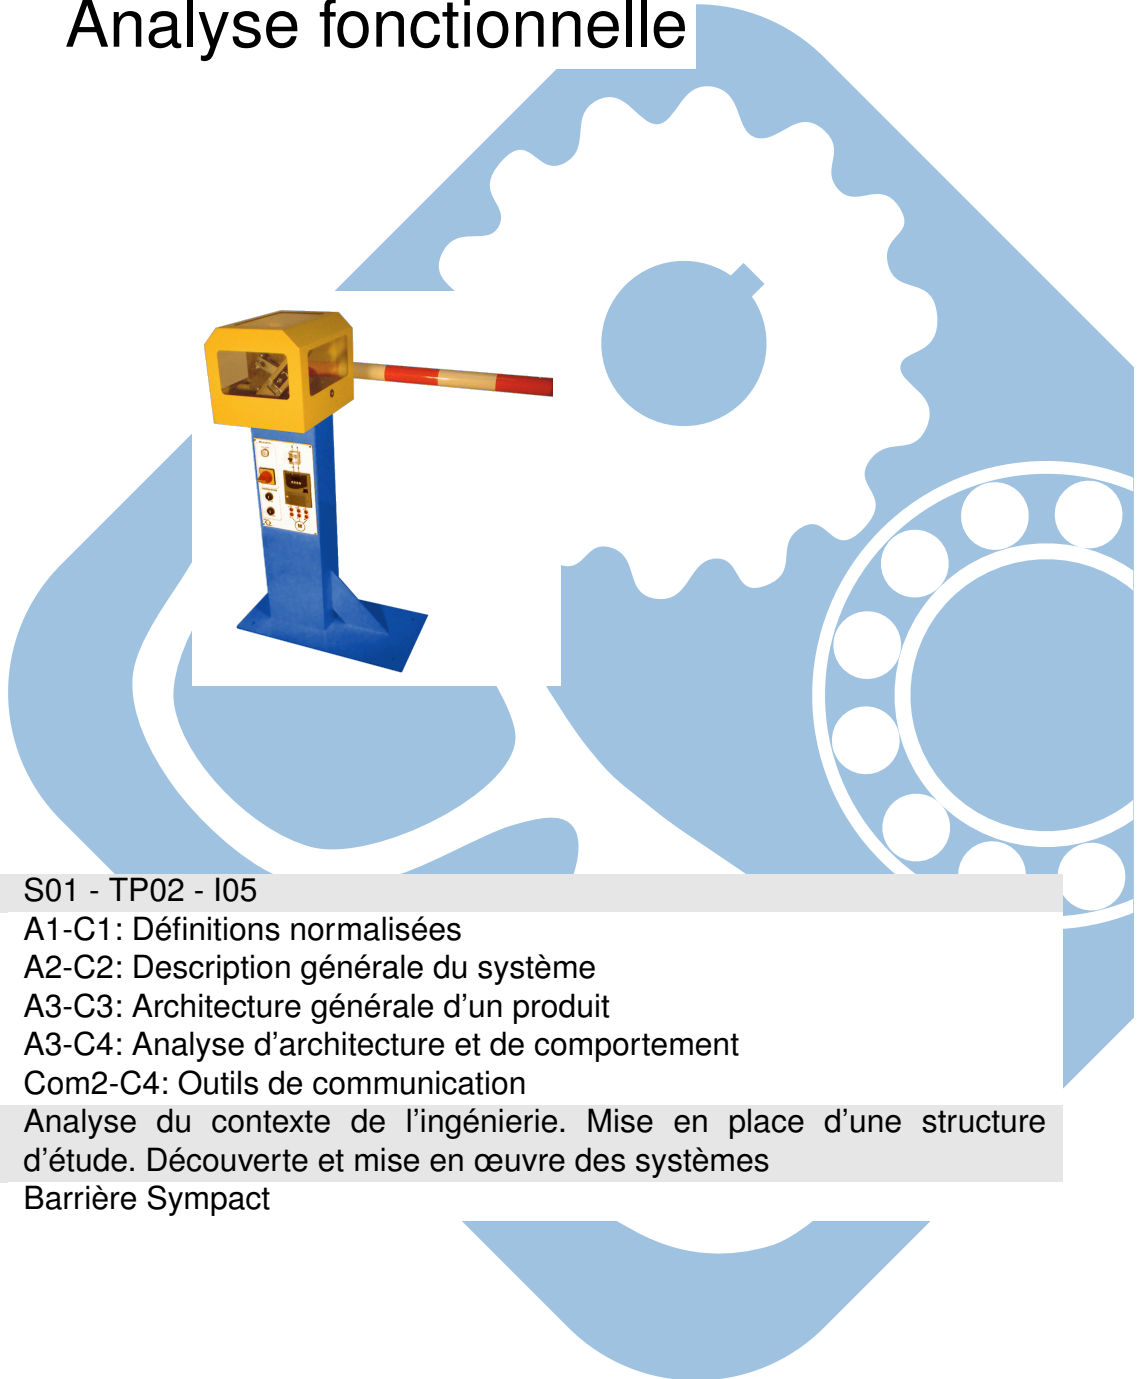 Analyse fonctionnelle
S01 - TP02 - I05
A1-C1: Définitions normalisées
A2-C2: Description générale du système
A3-C3: Architecture générale d'un produit
A3-C4: Analyse d'architecture et de comportement
Com2-C4: Outils de communication
Analyse du contexte de l'ingénierie. Mise en place d'une structure
d'étude. Découverte et mise en œuvre des systèmes
Barrière Sympact